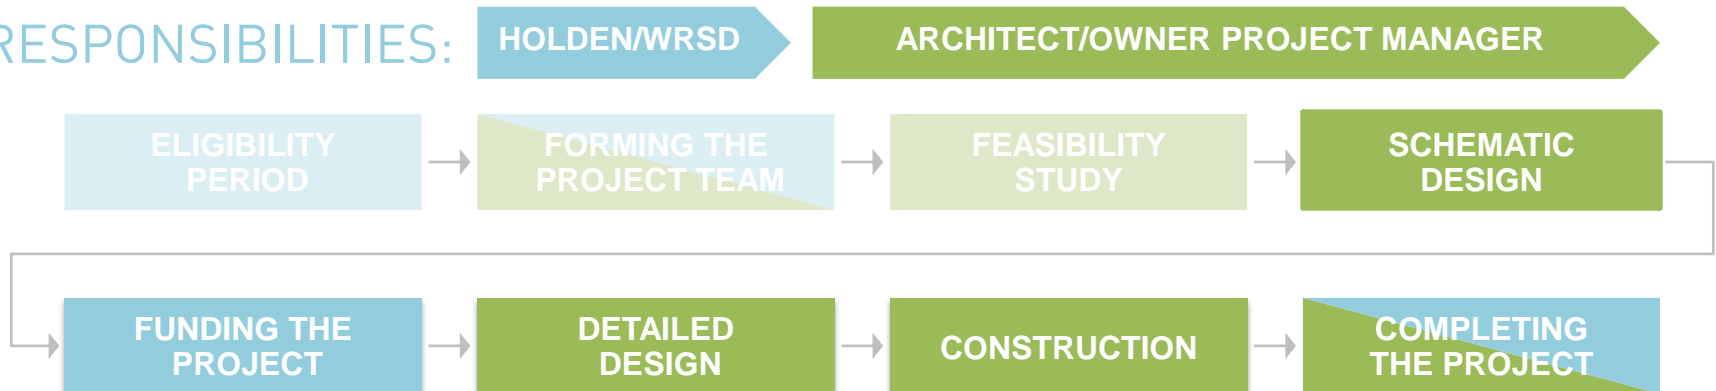 RESPONSIBILITIES:
HOLDEN/WRSD
ARCHITECT/OWNER PROJECT MANAGER
ELIGIBILITY
PERIOD
FORMING THE
PROJECT TEAM
FEASIBILITY
STUDY
SCHEMATIC
DESIGN
FUNDING THE
PROJECT
DETAILED
DESIGN
CONSTRUCTION
COMPLETING
THE PROJECT